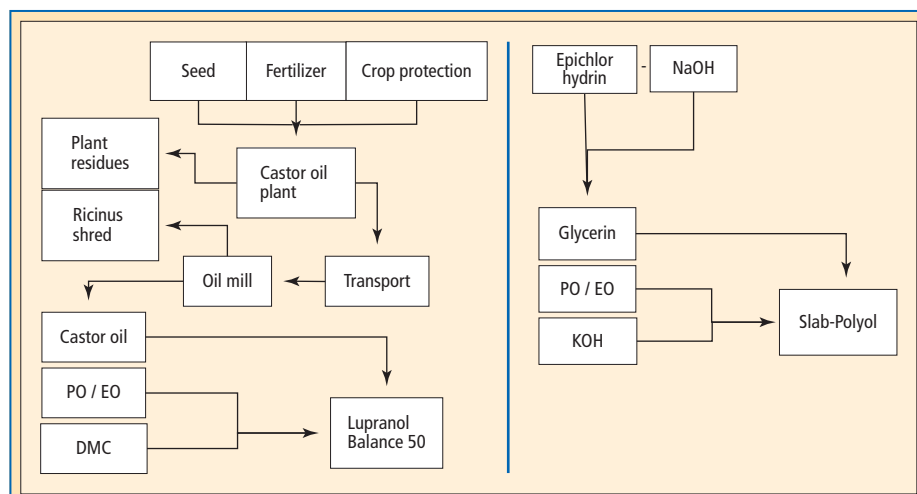 Seed
Fertilizer
Crop protection
Plant
residues
Castor oil
plant
Ricinus
shred
Oil mill
Transport
Castor oil
PO / EO
DMC
Lupranol
Balance 50
Epichlor
hydrin
-
NaOH
Glycerin
PO / EO
KOH
Slab-Polyol